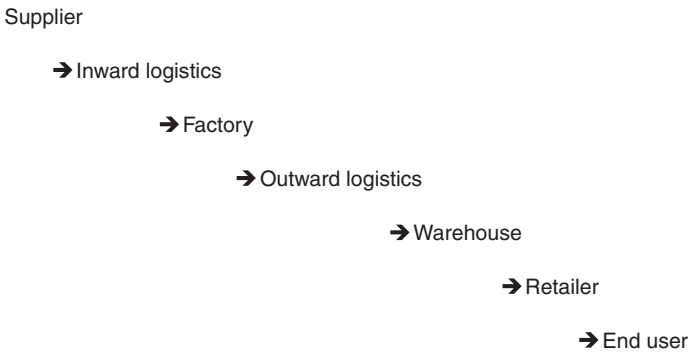 Supplier
➔ Inward logistics
➔ Factory
➔ Outward logistics
➔ Warehouse
➔ Retailer
➔ End user